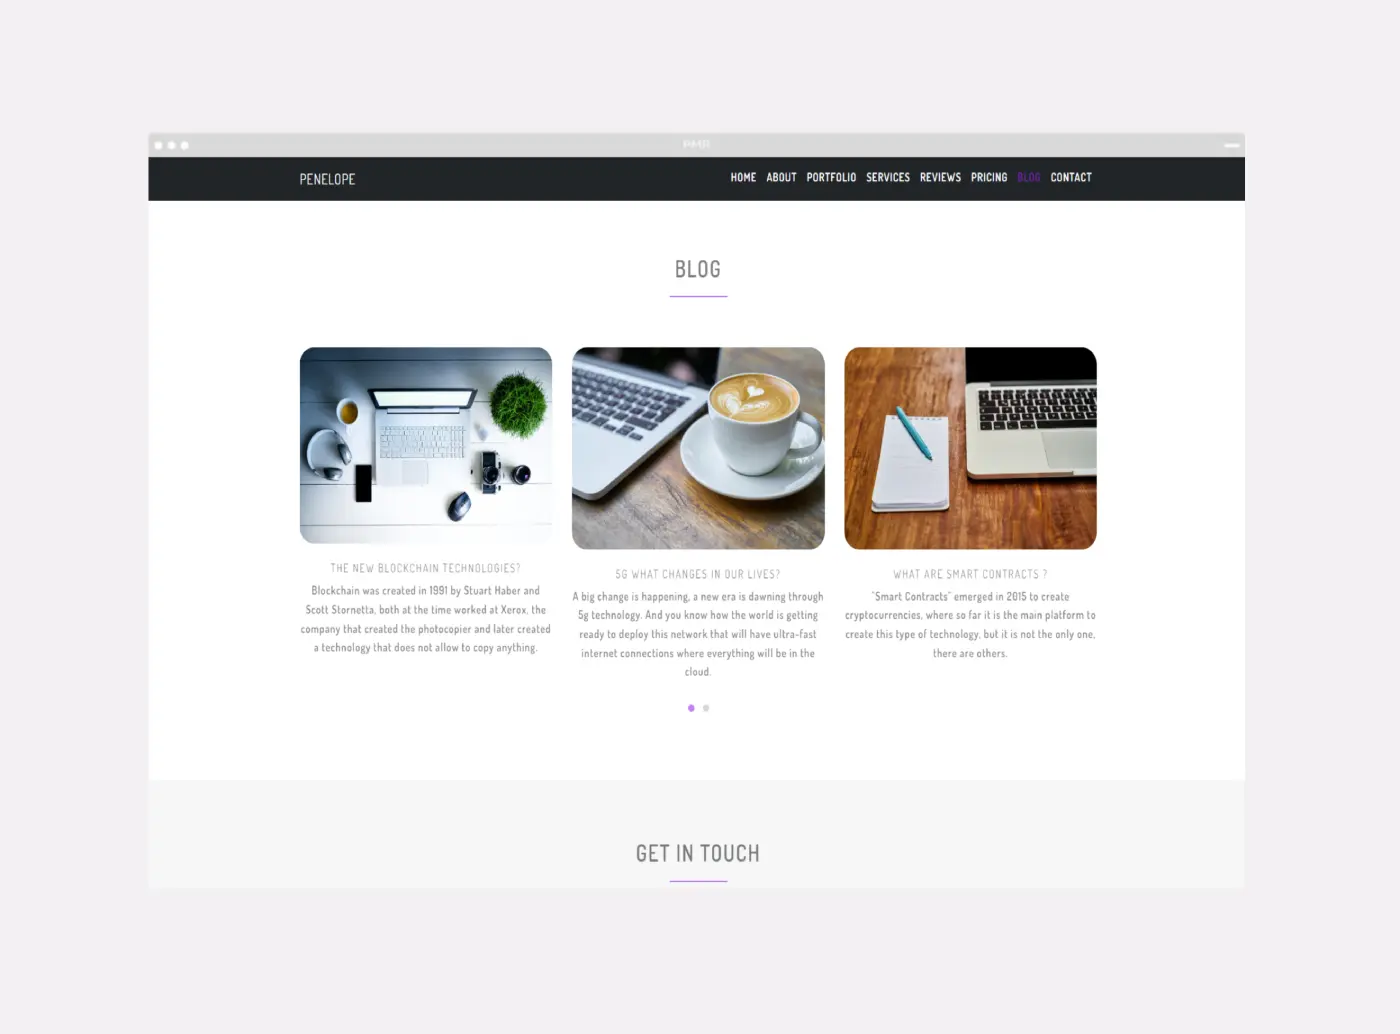 PENELOPE
HOME ABOUT PORTFOLIO SERVICES REVIEWS PRICING BLOG CONTACT
BLOG
THE NEW BLOCKCHAIN TECHNOLOGIES?
Blockchain was created in 1991 by Stuart Haber and
Scott Stornetta, both at the time worked at Xerox, the
company that created the photocopier and later created
a technology that does not allow to copy anything.
5G WHAT CHANGES IN OUR LIVES?
A big change is happening, a new era is dawning through
5g technology. And you know how the world is getting
ready to deploy this network that will have ultra-fast
internet connections where everything will be in the
cloud.
WHAT ARE SMART CONTRACTS ?
"Smart Contracts" emerged in 2015 to create
cryptocurrencies, where so far it is the main platform to
create this type of technology, but it is not the only one,
there are others.
GET IN TOUCH